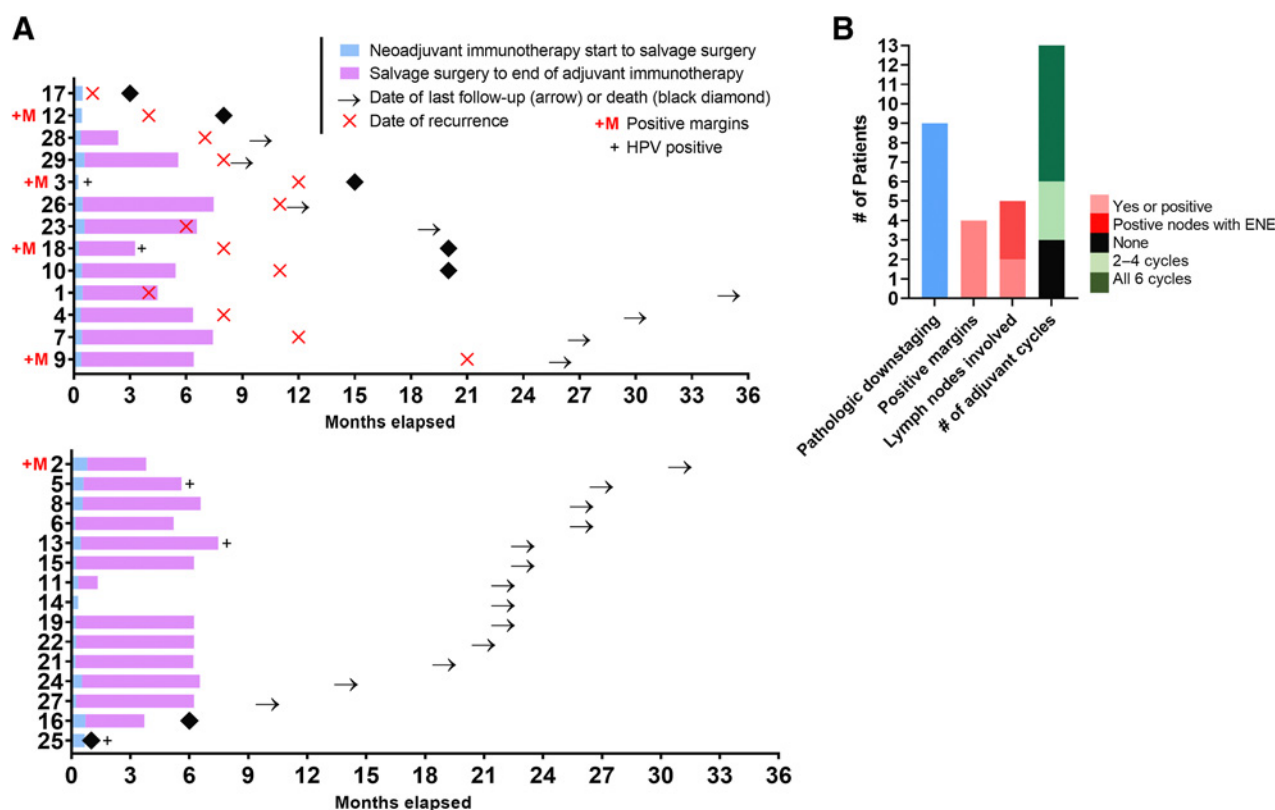 A
Neoadjuvant immunotherapy start to salvage surgery
Salvage surgery to end of adjuvant immunotherapy
Date of last follow-up (arrow) or death (black diamond)
Date of recurrence
+M Positive margins
+ HPV positive
17
+M 12
28
29
+M 3 +
26
23
+M 18 +
10
1
4
7
+M 9
0 3 6 9 12 15 18 21 24 27 30 33 36
Months elapsed
+M 2
5 +
8
6
13 +
15
11
14
19
22
21
24
27
16
25 +
0 3 6 9 12 15 18 21 24 27 30 33 36
Months elapsed
B
# of Patients
13
12
11
10
9
8
7
6
5
4
3
2
1
0
Pathologic downstaging
Positive margins
Lymph nodes involved
# of adjuvant cycles
Yes or positive
Postive nodes with ENE
None
2–4 cycles
All 6 cycles